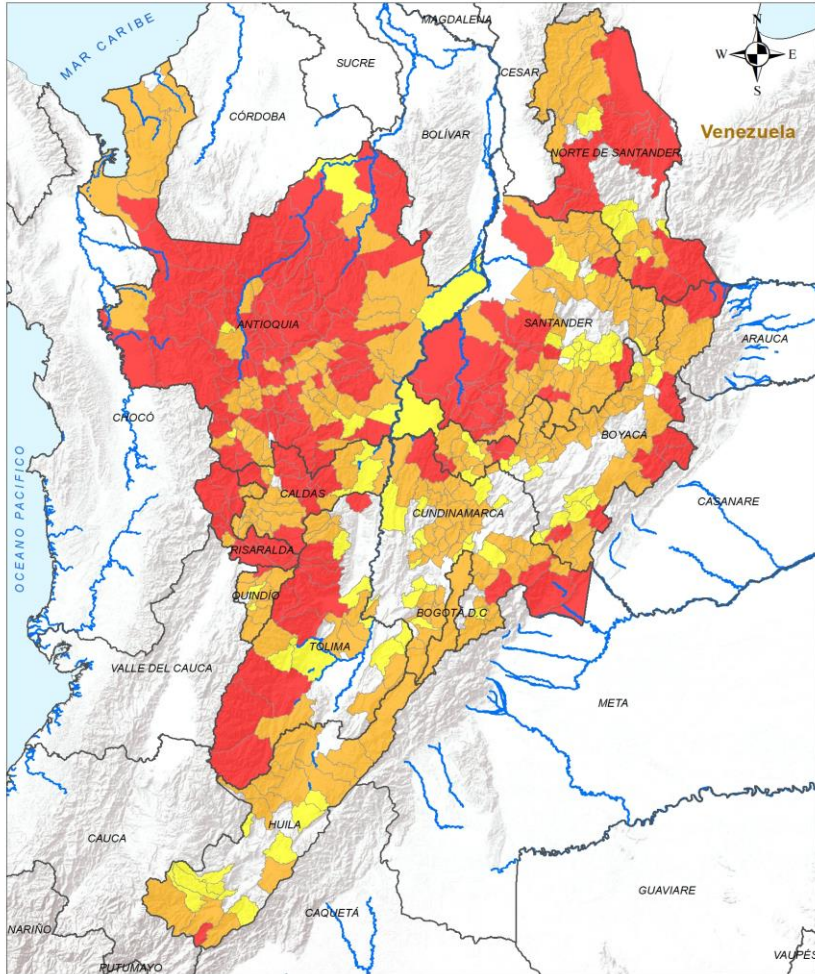 MAGDALENA
N
MAR CARIBE
SUCRE
CESAR
W
E
S
CÓRDOBA
BOLÍVAR
Venezuela
NORTE DE SANTANDER
ANTIOQUIA
SANTANDER
ARAUCA
CHOCÓ
BOYACÁ
OCEANO PACIFICO
CALDAS
CUNDINAMARCA
CASANARE
RISARALDA
QUINDÍO
BOGOTÁ D.C
TOLIMA
VALLE DEL CAUCA
META
HUILA
CAUCA
GUAVIARE
CAQUETÁ
NARIÑO
VAUPÉS
PUTUMAYO